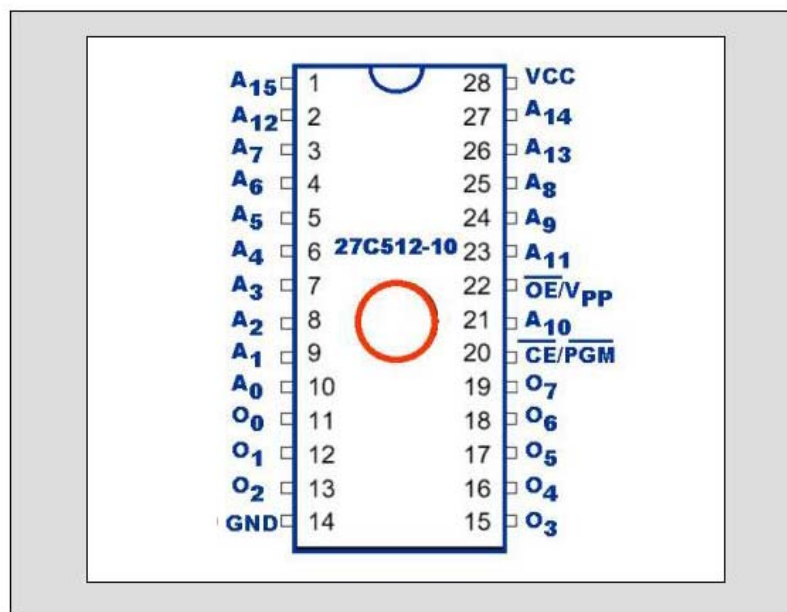 A15 1 28 VCC
A12 2 27 A14
A7 3 26 A13
A6 4 25 A8
A5 5 24 A9
A4 6 27C512-10 23 A11
A3 7 22 OE/VPP
A2 8 21 A10
A1 9 20 CE/PGM
A0 10 19 O7
O0 11 18 O6
O1 12 17 O5
O2 13 16 O4
GND 14 15 O3